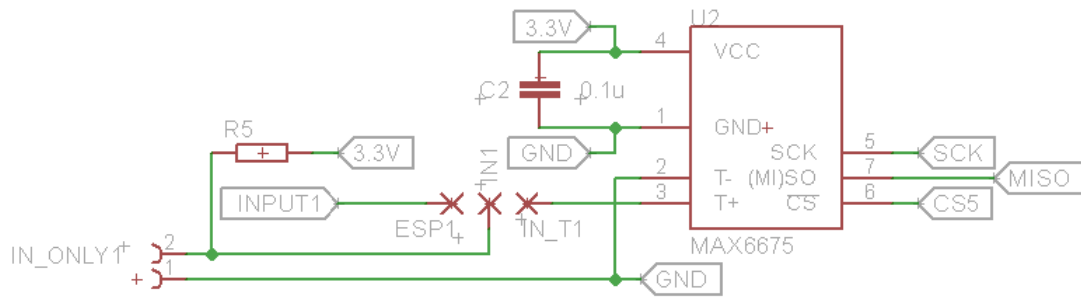 U2
3.3V
4
VCC
C2
0.1u
R5
3.3V
GND
1
GND+
SCK
5
SCK
INPUT1
IN1
2
T-
(MI)SO
7
MISO
3
T+
CS
6
CS5
ESP1
IN_T1
MAX6675
IN_ONLY1
2
1
GND